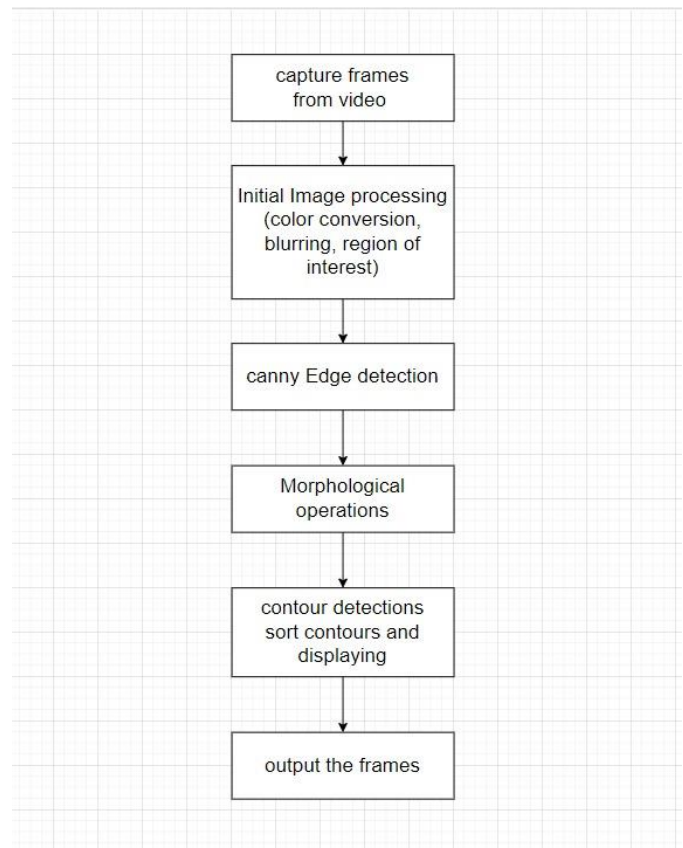 capture frames
from video
Initial Image processing
(color conversion,
blurring, region of
interest)
canny Edge detection
Morphological
operations
contour detections
sort contours and
displaying
output the frames